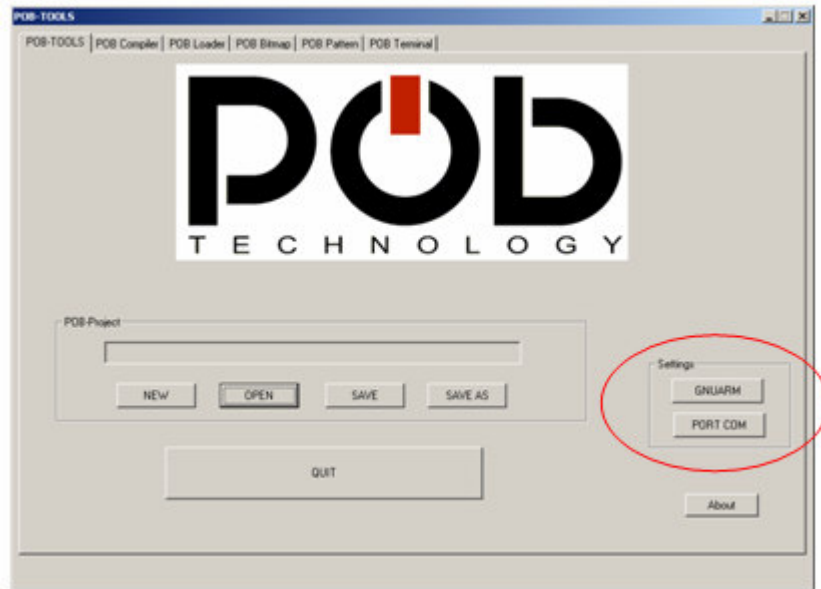 POB-TOOLS
POB-TOOLS POB Compiler POB Loader POB Bitmap POB Pattern POB Terminal
POB
TECHNOLOGY
POB-Project
NEW OPEN SAVE SAVE AS
Settings
GNUARM
PORT COM
QUIT
About